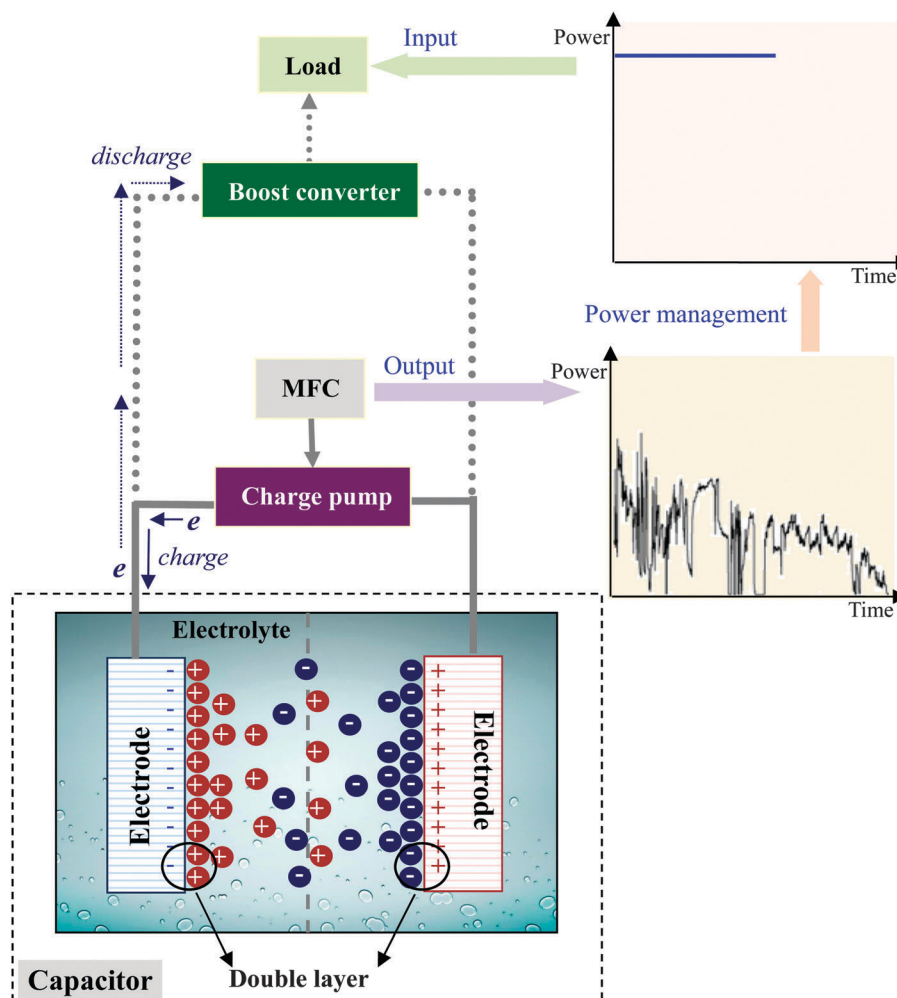 Power
Input
Load
discharge
Boost converter
Time
Power management
Output
Power
MFC
Charge pump
e
charge
e
Time
Electrolyte
Electrode
Electrode
Double layer
Capacitor